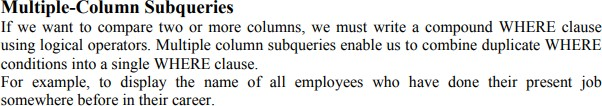 Multiple-Column Subqueries
If we want to compare two or more columns, we must write a compound WHERE clause
using logical operators. Multiple column subqueries enable us to combine duplicate WHERE
conditions into a single WHERE clause.
For example, to display the name of all employees who have done their present job
somewhere before in their career.